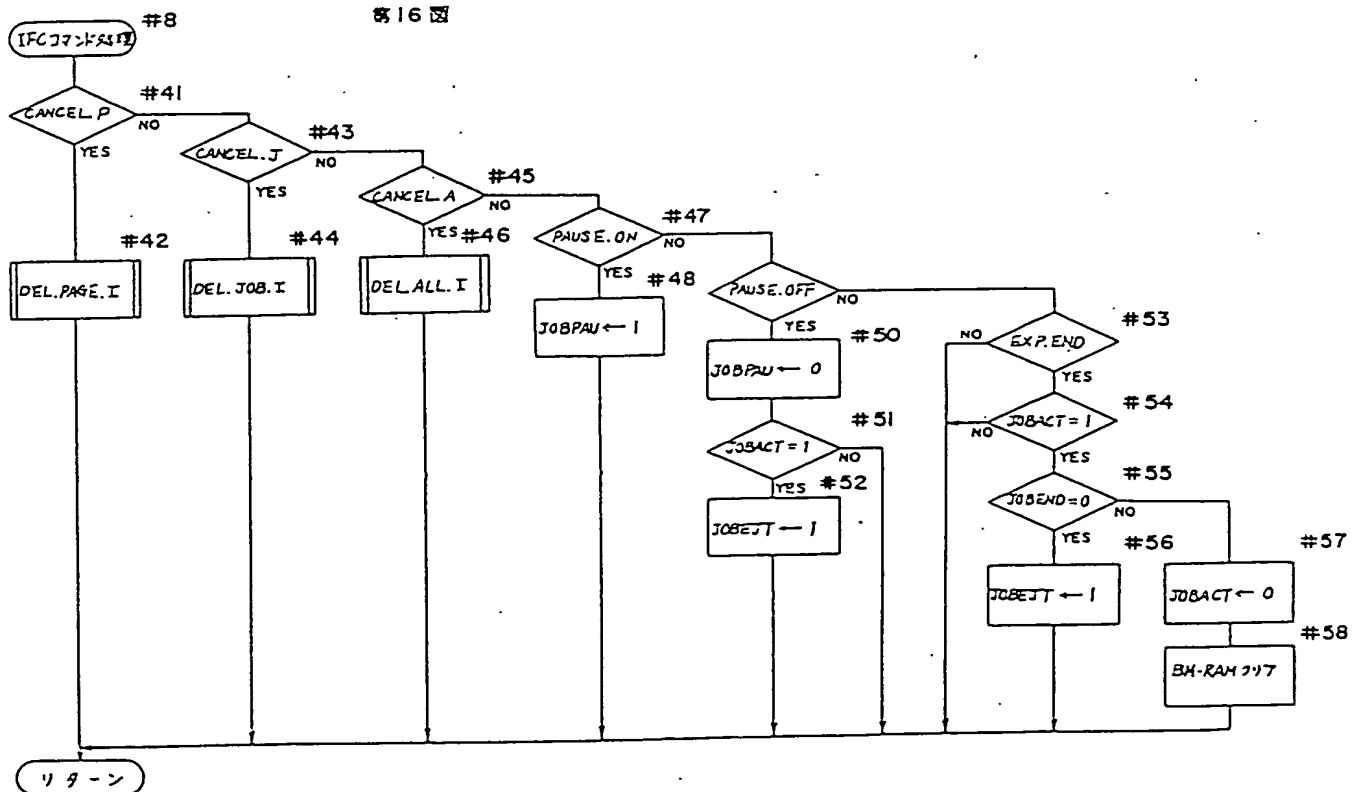 第16図
#8
IFCコマンド処理
#41
CANCEL.P
NO
YES
#43
CANCEL.J
NO
YES
#45
CANCEL.A
NO
YES
#47
PAUSE.ON
NO
YES
PAUSE.OFF
NO
YES
#53
EXP.END
NO
YES
#42
DEL.PAGE.I
#44
DEL.JOB.I
#46
DEL.ALL.I
#48
JOBPAU ← 1
#50
JOBPAU ← 0
#51
JOBACT = 1
NO
YES
#52
JOBEJT ← 1
#54
JOBACT = 1
NO
YES
#55
JOBEND = 0
NO
YES
#56
JOBEJT ← 1
#57
JOBACT ← 0
#58
BM-RAMクリア
リターン